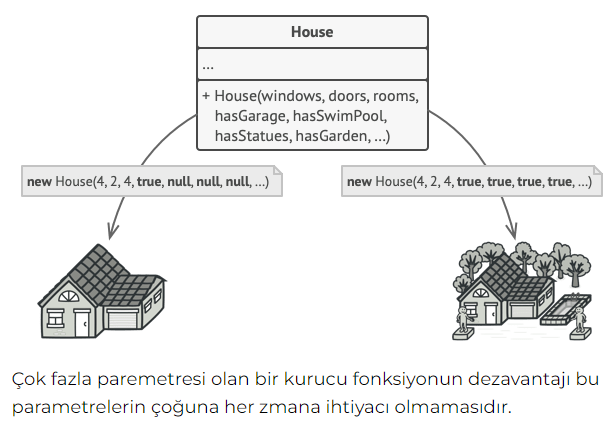 House
...
+ House(windows, doors, rooms,
hasGarage, hasSwimPool,
hasStatues, hasGarden, ...)
new House(4, 2, 4, true, null, null, null, ...)
new House(4, 2, 4, true, true, true, true, ...)
Çok fazla paremetresi olan bir kurucu fonksiyonun dezavantajı bu
parametrelerin çoğuna her zmana ihtiyacı olmamasıdır.